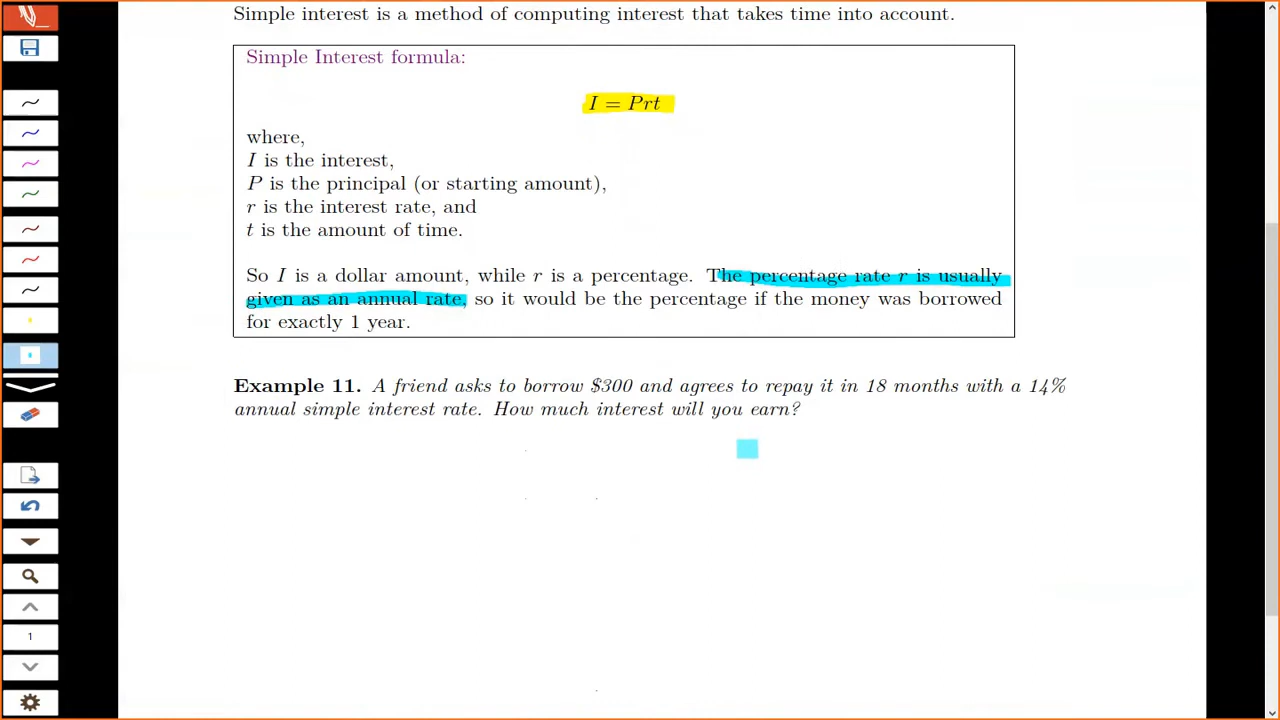 Simple interest is a method of computing interest that takes time into account.
Simple Interest formula:
I = Prt
where,
I is the interest,
P is the principal (or starting amount),
r is the interest rate, and
t is the amount of time.
So I is a dollar amount, while r is a percentage. The percentage rate r is usually
given as an annual rate, so it would be the percentage if the money was borrowed
for exactly 1 year.
Example 11. A friend asks to borrow $300 and agrees to repay it in 18 months with a 14%
annual simple interest rate. How much interest will you earn?
1